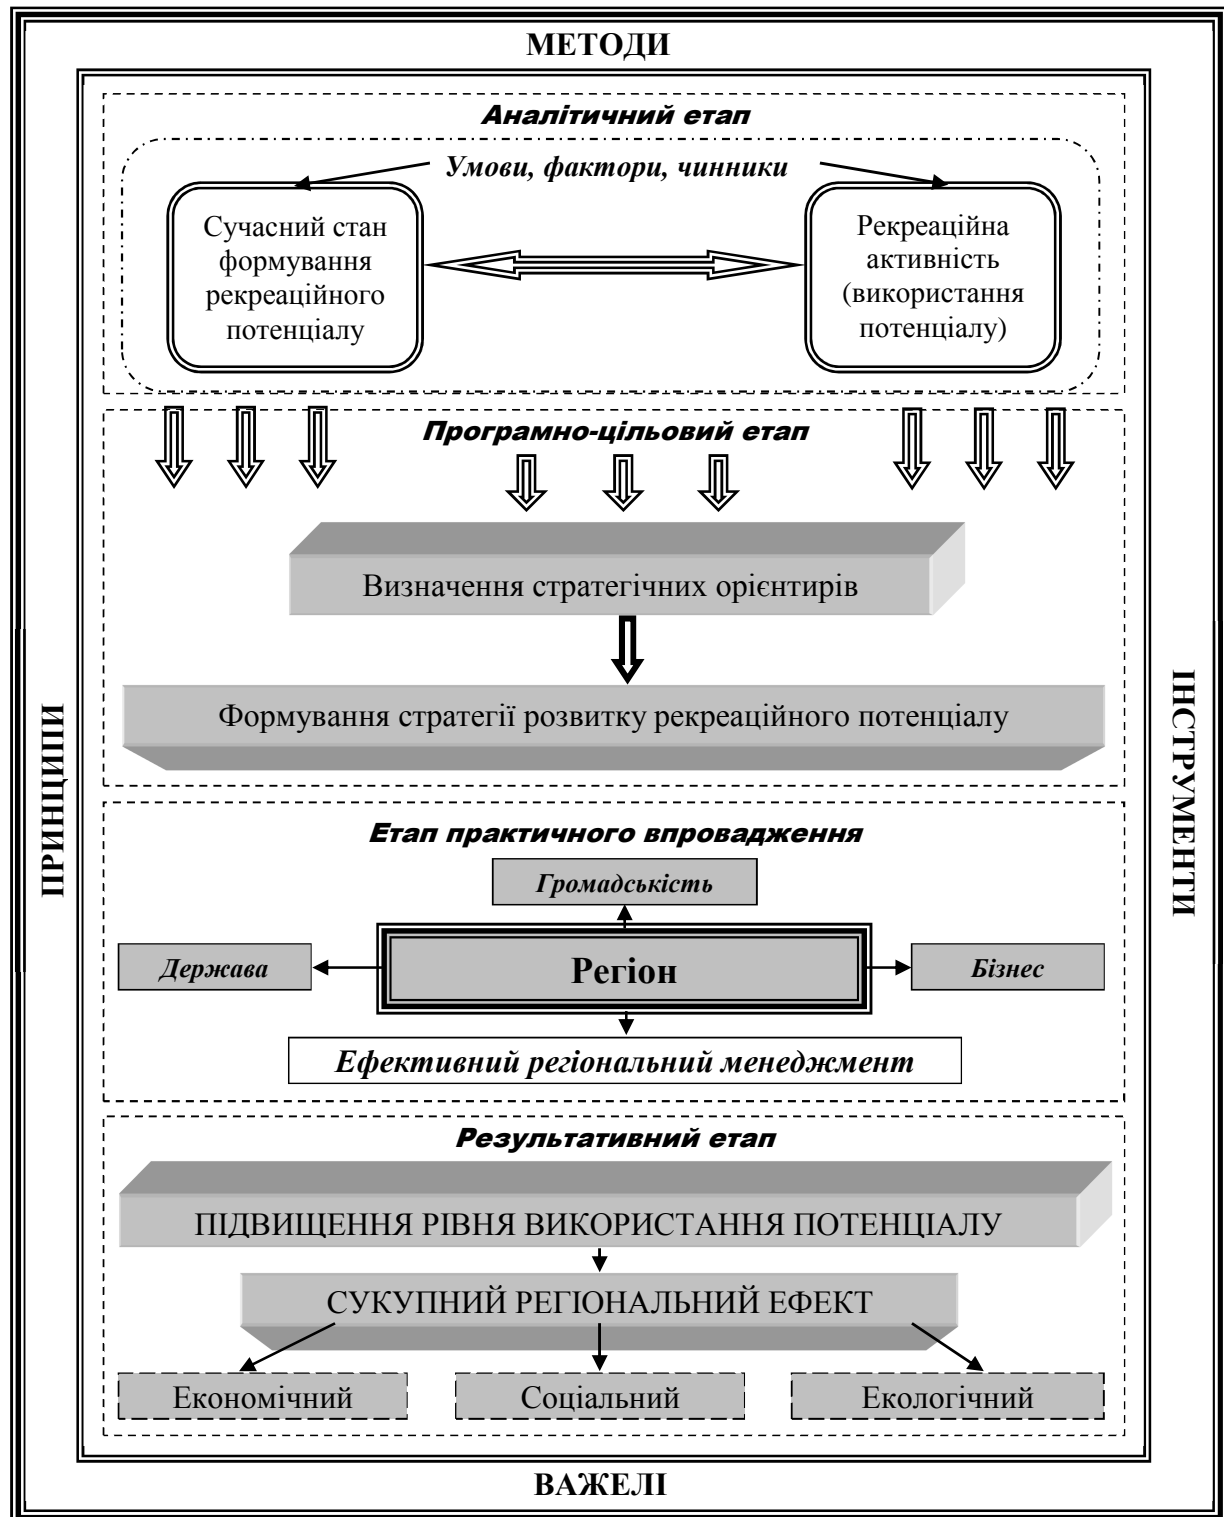 МЕТОДИ
Аналітичний етап
Умови, фактори, чинники
Сучасний стан
формування
рекреаційного
потенціалу
Рекреаційна
активність
(використання
потенціалу)
Програмно-цільовий етап
Визначення стратегічних орієнтирів
Формування стратегії розвитку рекреаційного потенціалу
ПРИНЦИПИ
ІНСТРУМЕНТИ
Етап практичного впровадження
Громадськість
Держава
Регіон
Бізнес
Ефективний регіональний менеджмент
Результативний етап
ПІДВИЩЕННЯ РІВНЯ ВИКОРИСТАННЯ ПОТЕНЦІАЛУ
СУКУПНИЙ РЕГІОНАЛЬНИЙ ЕФЕКТ
Економічний
Соціальний
Екологічний
ВАЖЕЛІ